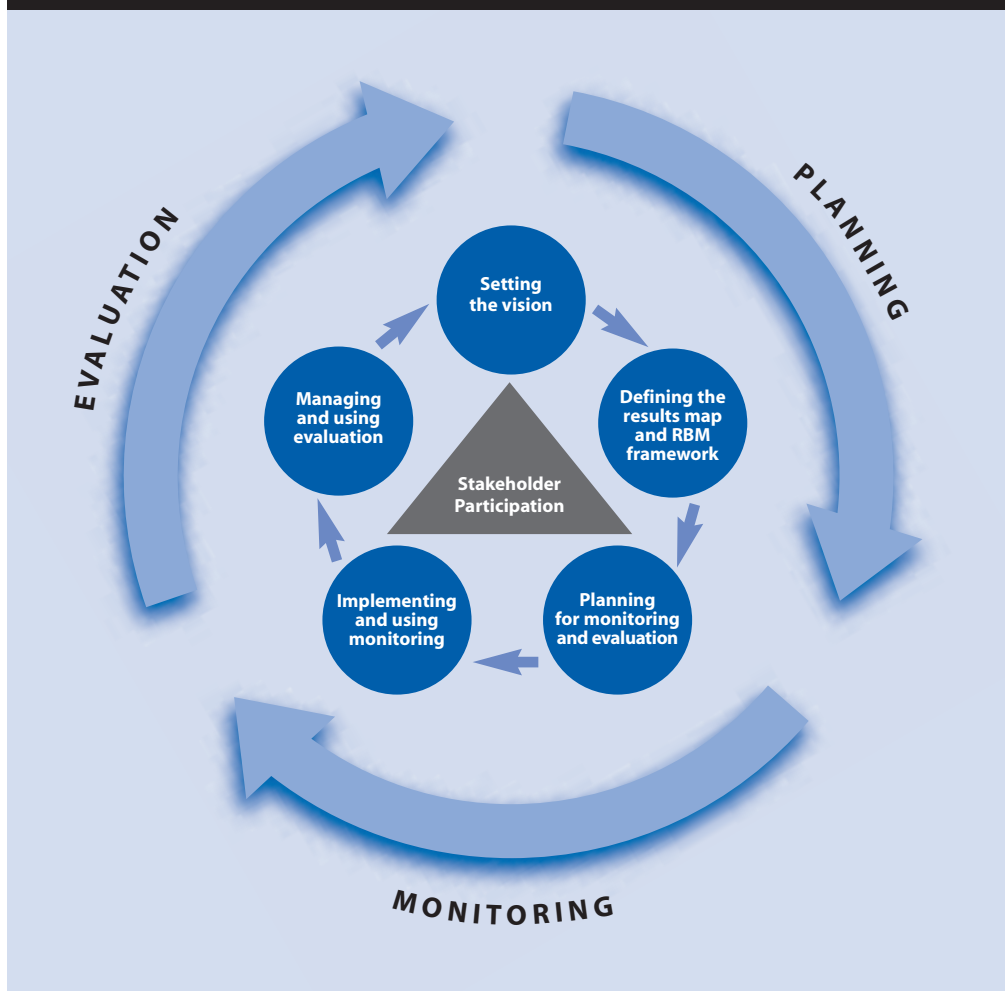 PLANNING
EVALUATION
Setting
the vision
Managing
and using
evaluation
Defining the
results map
and RBM
framework
Stakeholder
Participation
Implementing
and using
monitoring
Planning
for monitoring
and evaluation
MONITORING